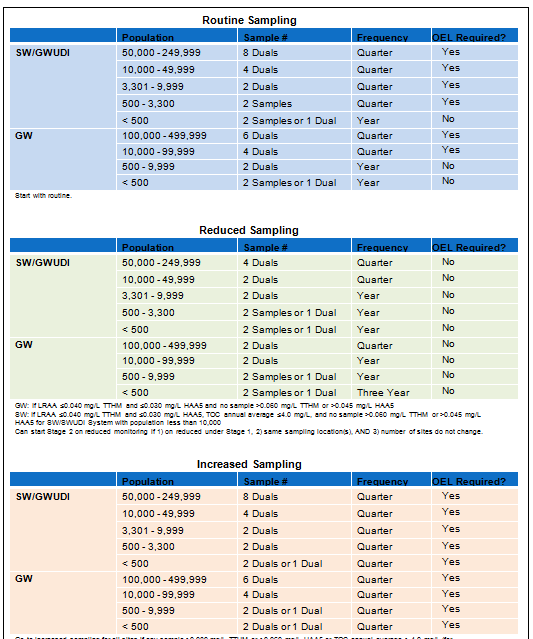 Routine Sampling
Population Sample # Frequency OEL Required?
SW/GWUDI 50,000 - 249,999 8 Duals Quarter Yes
10,000 - 49,999 4 Duals Quarter Yes
3,301 - 9,999 2 Duals Quarter Yes
500 - 3,300 2 Samples Quarter Yes
< 500 2 Samples or 1 Dual Year No
GW 100,000 - 499,999 6 Duals Quarter Yes
10,000 - 99,999 4 Duals Quarter Yes
500 - 9,999 2 Duals Year No
< 500 2 Samples or 1 Dual Year No
Start with routine.
Reduced Sampling
Population Sample # Frequency OEL Required?
SW/GWUDI 50,000 - 249,999 4 Duals Quarter No
10,000 - 49,999 2 Duals Quarter No
3,301 - 9,999 2 Duals Year No
500 - 3,300 2 Samples or 1 Dual Year No
< 500 2 Samples or 1 Dual Year No
GW 100,000 - 499,999 2 Duals Quarter No
10,000 - 99,999 2 Duals Year No
500 - 9,999 2 Samples or 1 Dual Year No
< 500 2 Samples or 1 Dual Three Year No
GW: If LRAA ≤0.040 mg/L TTHM and ≤0.030 mg/L HAA5 and no sample >0.060 mg/L TTHM or >0.045 mg/L HAA5
SW: If LRAA ≤0.040 mg/L TTHM and ≤0.030 mg/L HAA5, TOC annual average ≤4.0 mg/L, and no sample >0.060 mg/L TTHM or >0.045 mg/L
HAA5 for SW/SWUDI System with population less than 10,000
Can start Stage 2 on reduced monitoring if 1) on reduced under Stage 1, 2) same sampling location(s), AND 3) number of sites do not change.
Increased Sampling
Population Sample # Frequency OEL Required?
SW/GWUDI 50,000 - 249,999 8 Duals Quarter Yes
10,000 - 49,999 4 Duals Quarter Yes
3,301 - 9,999 2 Duals Quarter Yes
500 - 3,300 2 Duals Quarter Yes
< 500 2 Duals or 1 Dual Quarter Yes
GW 100,000 - 499,999 6 Duals Quarter Yes
10,000 - 99,999 4 Duals Quarter Yes
500 - 9,999 2 Duals or 1 Dual Quarter Yes
< 500 2 Duals or 1 Dual Quarter Yes